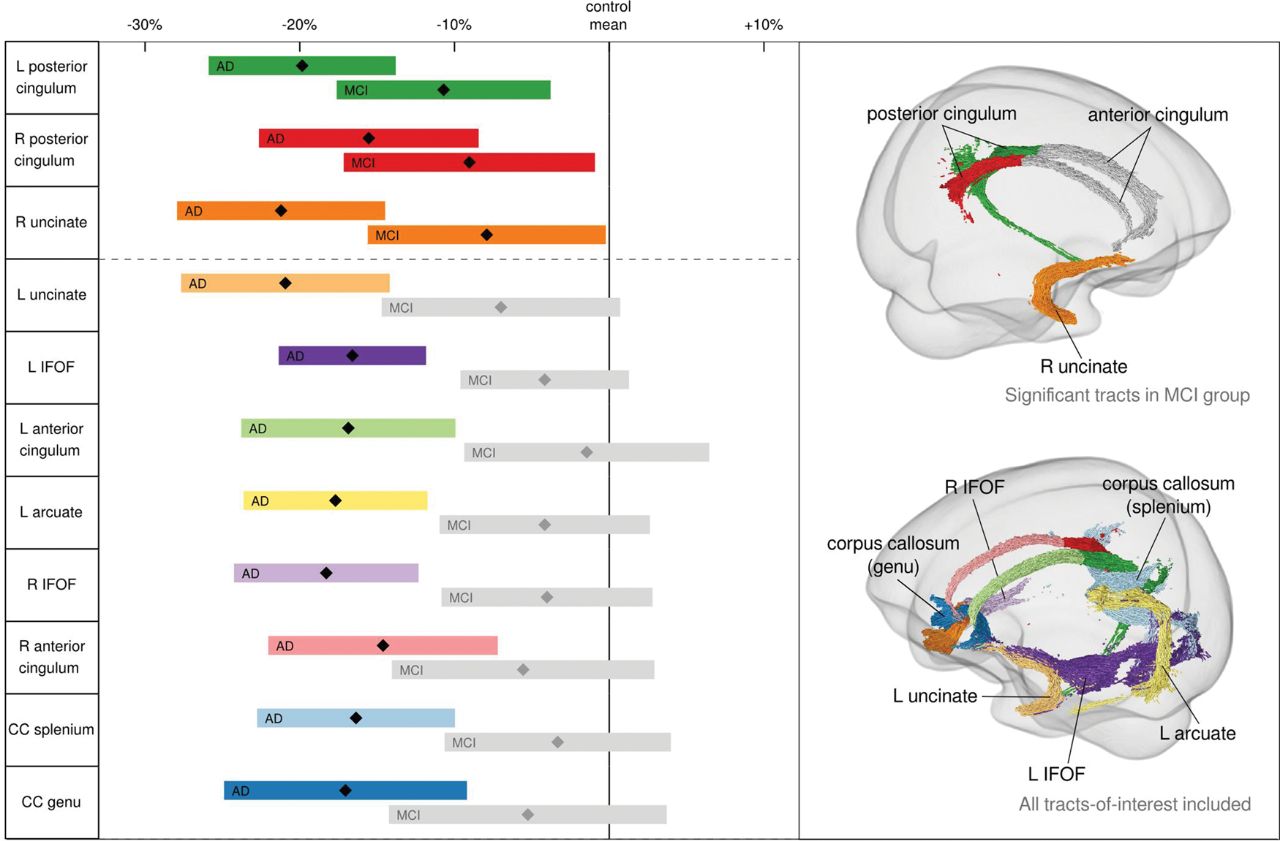 -30%
-20%
-10%
control
mean
+10%
L posterior
cingulum
AD
MCI
R posterior
cingulum
AD
MCI
R uncinate
AD
MCI
L uncinate
AD
MCI
L IFOF
AD
MCI
L anterior
cingulum
AD
MCI
L arcuate
AD
MCI
R IFOF
AD
MCI
R anterior
cingulum
AD
MCI
CC splenium
AD
MCI
CC genu
AD
MCI
posterior cingulum
anterior cingulum
R uncinate
Significant tracts in MCI group
R IFOF
corpus callosum
(splenium)
corpus callosum
(genu)
L uncinate
L arcuate
L IFOF
All tracts-of-interest included